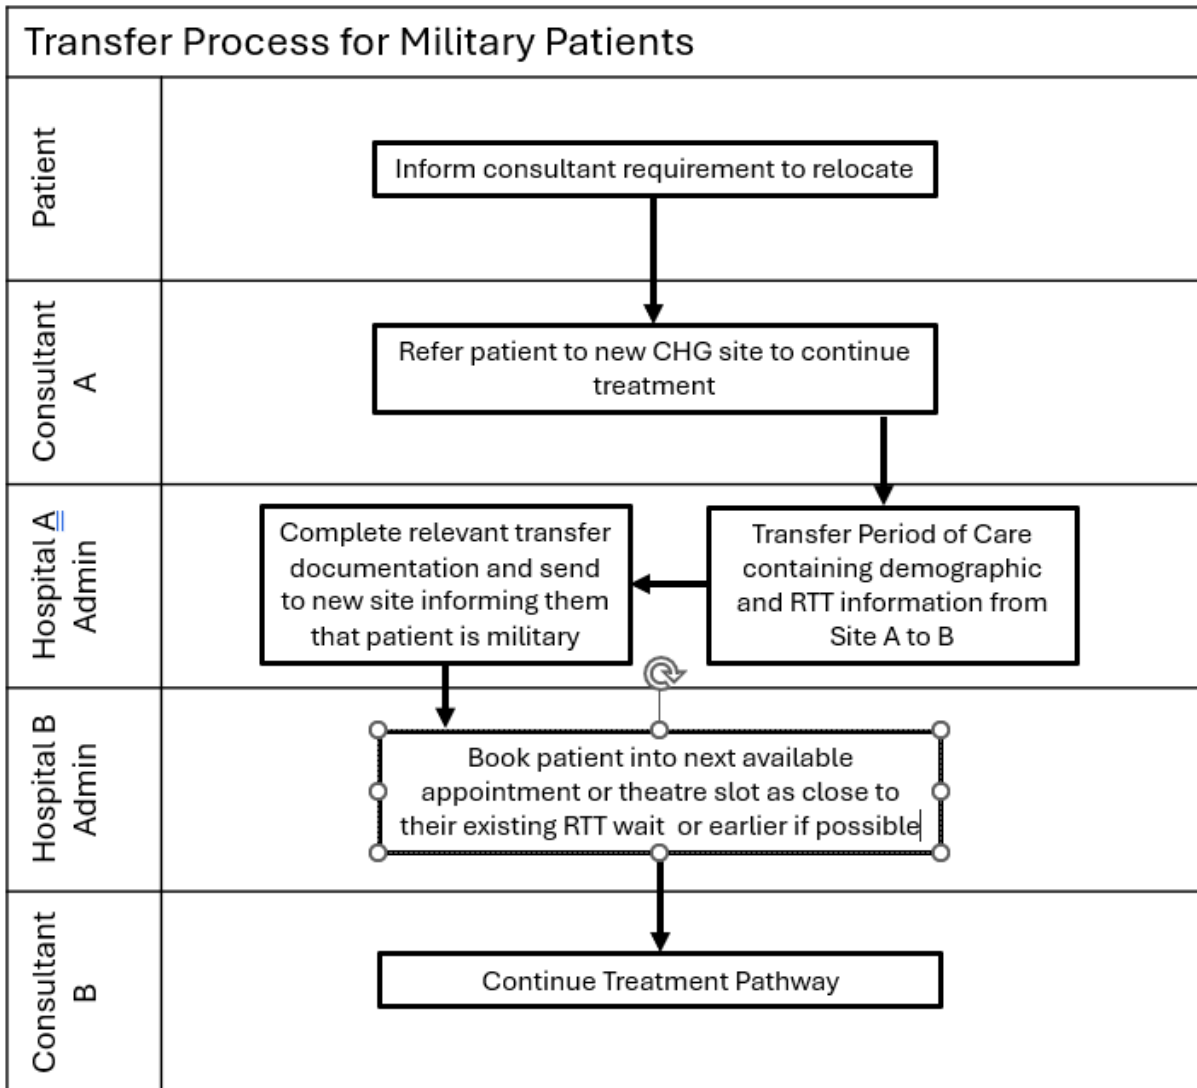 Transfer Process for Military Patients
Patient
Inform consultant requirement to relocate
Consultant
A
Refer patient to new CHG site to continue
treatment
Hospital A
Admin
Transfer Period of Care
containing demographic
and RTT information from
Site A to B
Complete relevant transfer
documentation and send
to new site informing them
that patient is military
Hospital B
Admin
Book patient into next available
appointment or theatre slot as close to
their existing RTT wait  or earlier if possible
Consultant
B
Continue Treatment Pathway